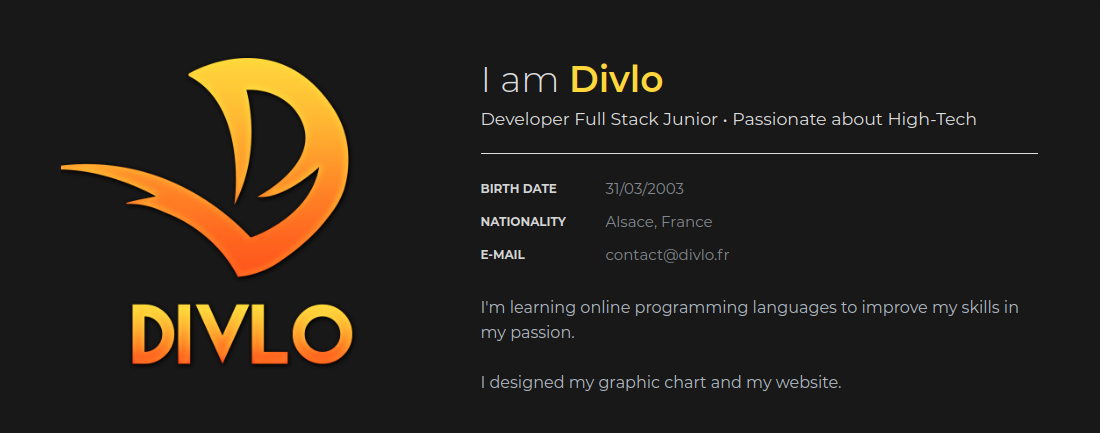 I am Divlo
Developer Full Stack Junior • Passionate about High-Tech
BIRTH DATE 31/03/2003
NATIONALITY Alsace, France
E-MAIL contact@divlo.fr
I'm learning online programming languages to improve my skills in
my passion.
I designed my graphic chart and my website.
DIVLO